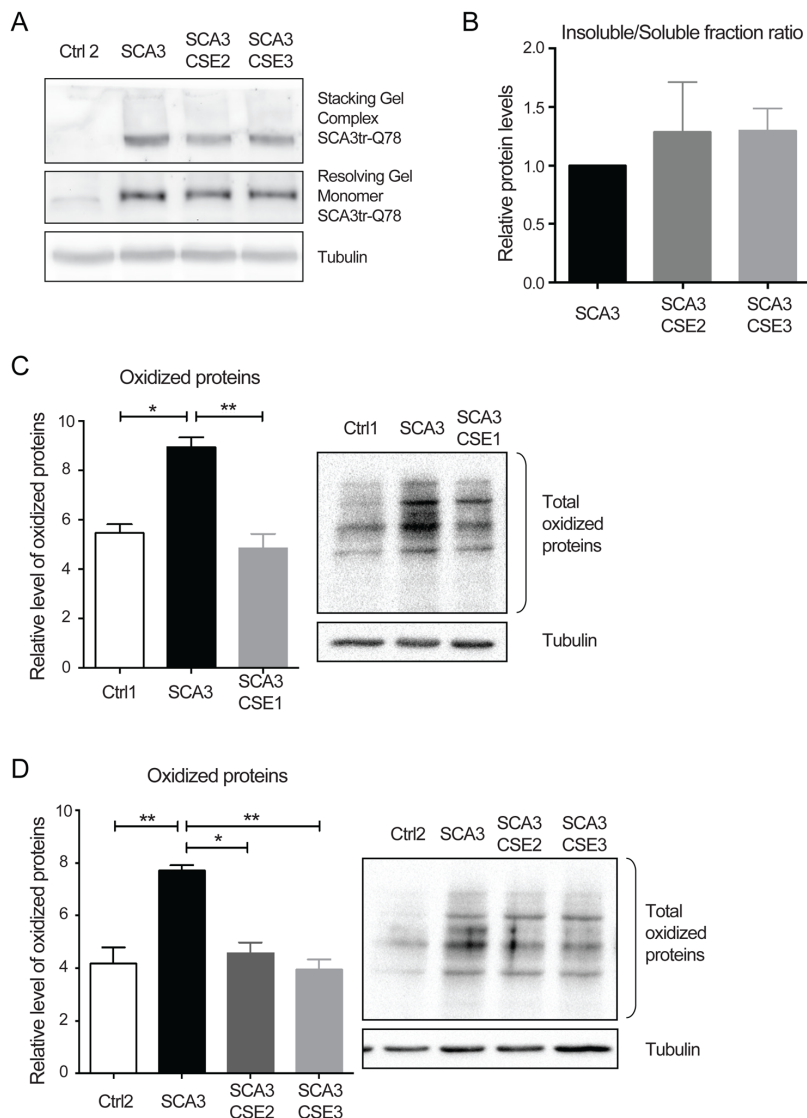 A
Ctrl 2
SCA3
SCA3
CSE2
SCA3
CSE3
Stacking Gel
Complex
SCA3tr-Q78
Resolving Gel
Monomer
SCA3tr-Q78
Tubulin
B
Insoluble/Soluble fraction ratio
Relative protein levels
2.0
1.5
1.0
0.5
0.0
SCA3
SCA3
CSE2
SCA3
CSE3
C
Oxidized proteins
*
**
Relative level of oxidized proteins
10
8
6
4
2
0
Ctrl1
SCA3
SCA3
CSE1
Ctrl1
SCA3
SCA3
CSE1
Total
oxidized
proteins
Tubulin
D
Oxidized proteins
**
**
*
Relative level of oxidized proteins
10
8
6
4
2
0
Ctrl2
SCA3
SCA3
CSE2
SCA3
CSE3
Ctrl2
SCA3
SCA3
CSE2
SCA3
CSE3
Total
oxidized
proteins
Tubulin